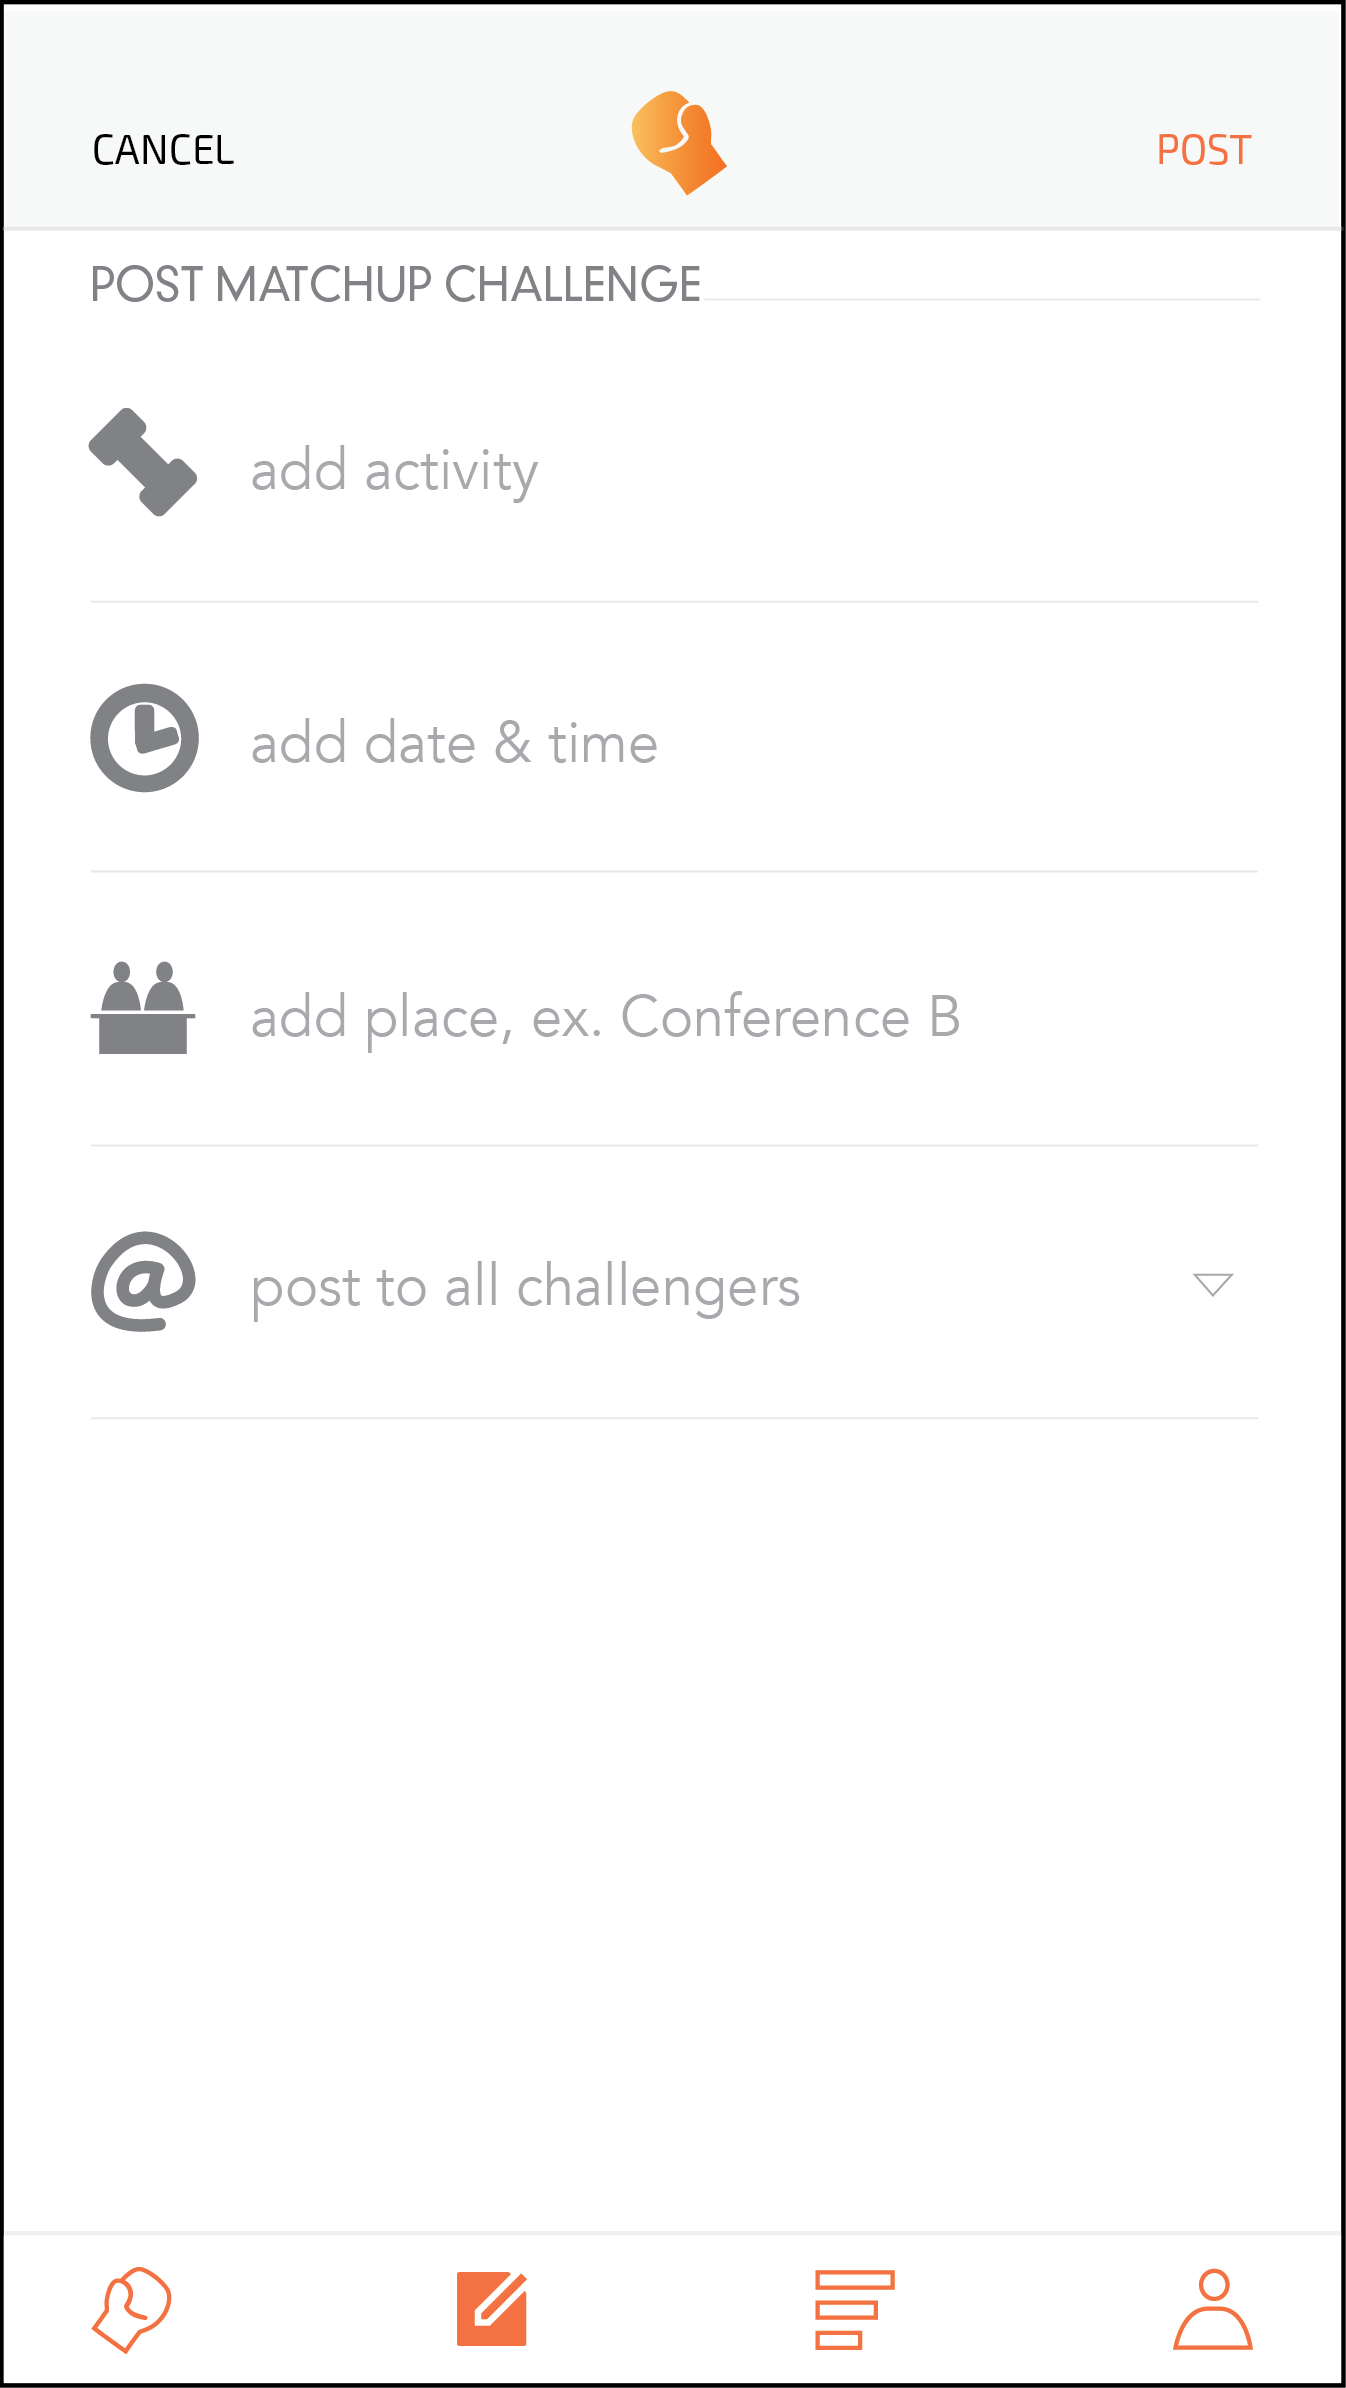 CANCEL
POST
POST MATCHUP CHALLENGE
add activity
add date & time
add place, ex. Conference B
@ post to all challengers